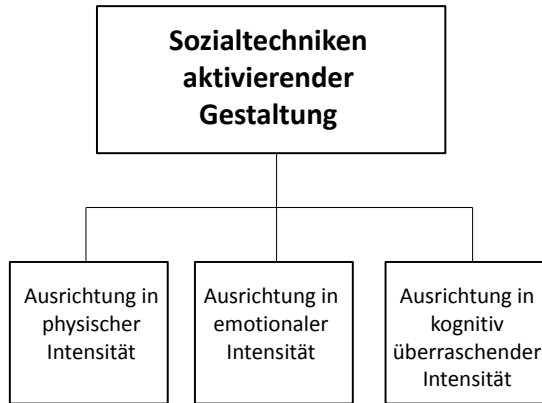 Sozialtechniken
aktivierender
Gestaltung
Ausrichtung in
physischer
Intensität
Ausrichtung in
emotionaler
Intensität
Ausrichtung in
kognitiv
überraschender
Intensität